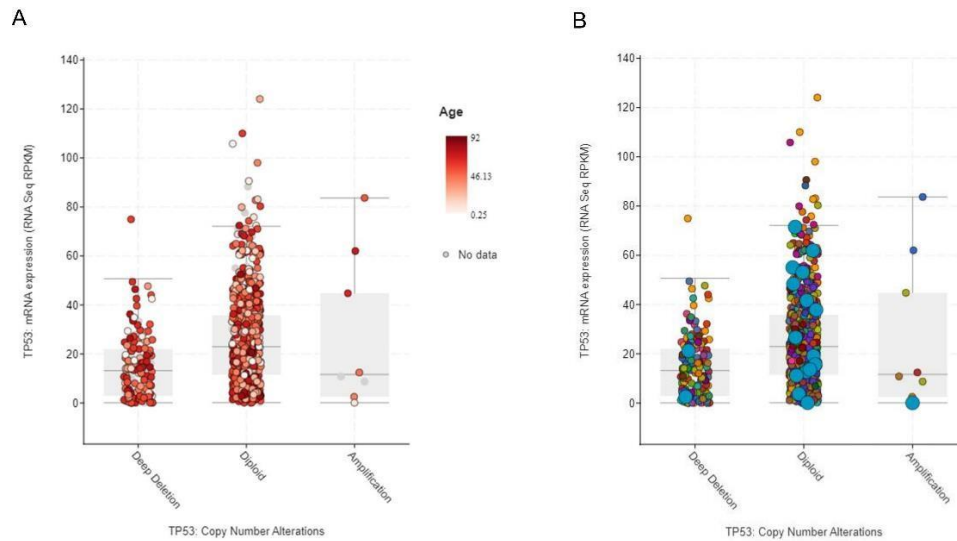 A
140
120
100
80
60
40
20
0
TP53: mRNA expression (RNA Seq RPKM)
Deep Deletion
Diploid
Amplification
TP53: Copy Number Alterations
Age
92
46.13
0.25
No data
B
140
120
100
80
60
40
20
0
TP53: mRNA expression (RNA Seq RPKM)
Deep Deletion
Diploid
Amplification
TP53: Copy Number Alterations